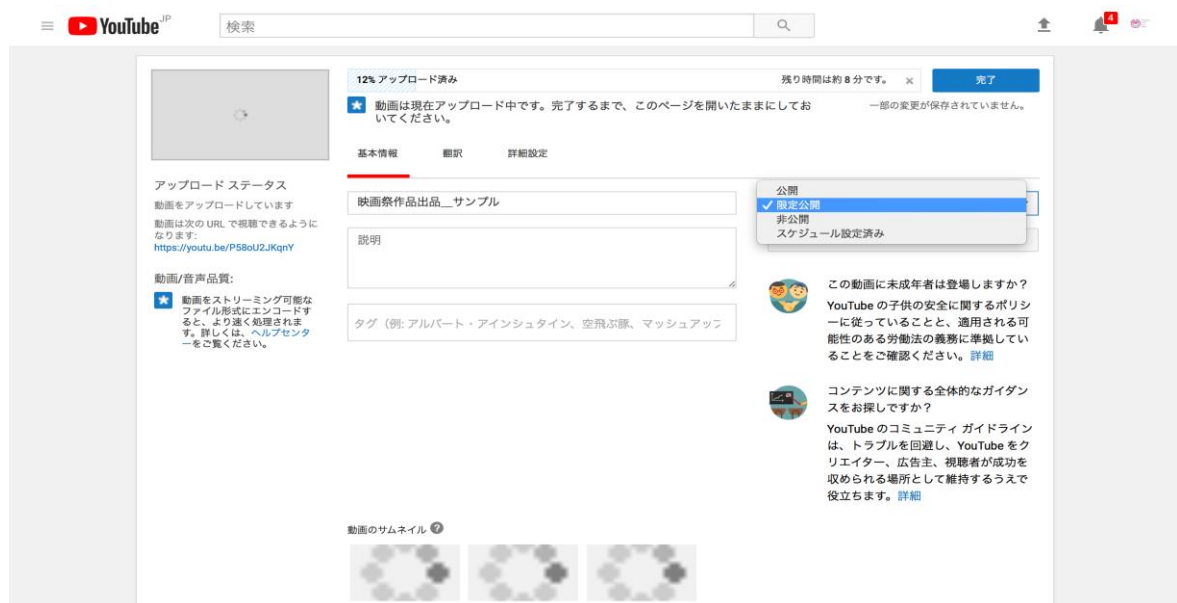 YouTube JP
検索
4
12% アップロード済み
残り時間は約 8 分です。
完了
動画は現在アップロード中です。完了するまで、このページを開いたままにしてお
いてください。
一部の変更が保存されていません。
基本情報 翻訳 詳細設定
アップロード ステータス
動画をアップロードしています
動画は次の URL で視聴できるように
なります:
https://youtu.be/P58oU2JKqnY
動画/音声品質:
動画をストリーミング可能な
ファイル形式にエンコードす
ると、より速く処理されま
す。詳しくは、ヘルプセンタ
ーをご覧ください。
映画祭作品出品__サンプル
説明
タグ（例: アルバート・アインシュタイン、空飛ぶ豚、マッシュアップ
公開
✓ 限定公開
非公開
スケジュール設定済み
この動画に未成年者は登場しますか？
YouTube の子供の安全に関するポリシ
ーに従っていることと、適用される可
能性のある労働法の義務に準拠してい
ることをご確認ください。詳細
コンテンツに関する全体的なガイダン
スをお探しですか？
YouTube のコミュニティ ガイドライン
は、トラブルを回避し、YouTube をク
リエイター、広告主、視聴者が成功を
収められる場所として維持するうえで
役立ちます。詳細
動画のサムネイル ?